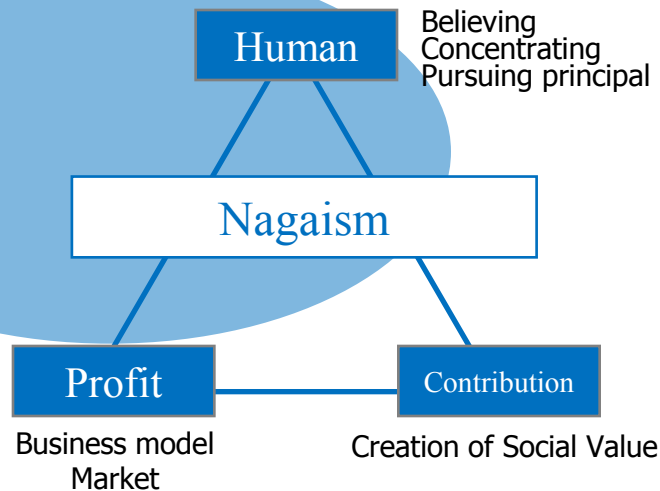 Human
Believing
Concentrating
Pursuing principal
Nagaism
Profit
Contribution
Business model
Market
Creation of Social Value